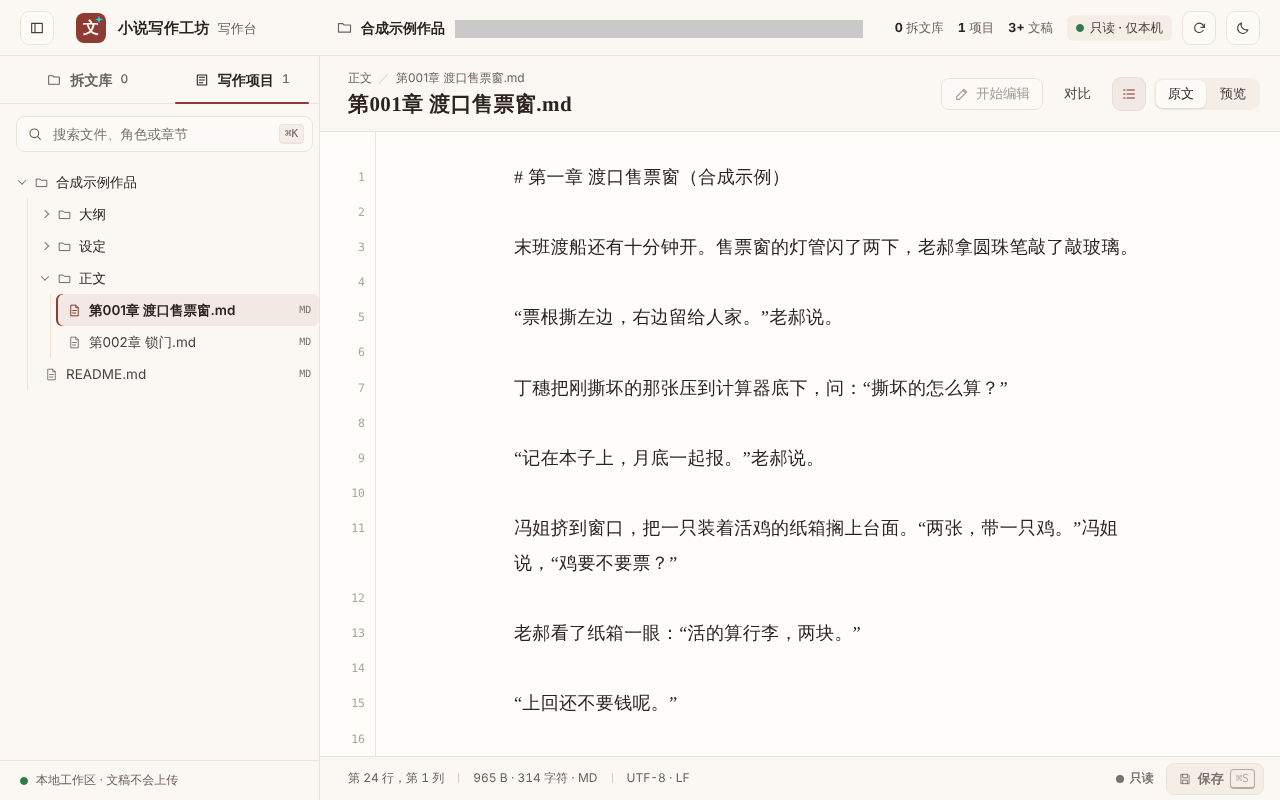 文 小说写作工坊 写作台
合成示例作品
0 拆文库 1 项目 3+ 文稿 只读 · 仅本机
拆文库 0 写作项目 1
搜索文件、角色或章节 ⌘K
合成示例作品
大纲
设定
正文
第001章 渡口售票窗.md MD
第002章 锁门.md MD
README.md MD
本地工作区 · 文稿不会上传
正文 ／ 第001章 渡口售票窗.md
第001章 渡口售票窗.md
开始编辑 对比 原文 预览
1 # 第一章 渡口售票窗（合成示例）
2
3 末班渡船还有十分钟开。售票窗的灯管闪了两下，老郝拿圆珠笔敲了敲玻璃。
4
5 “票根撕左边，右边留给人家。”老郝说。
6
7 丁穗把刚撕坏的那张压到计算器底下，问：“撕坏的怎么算？”
8
9 “记在本子上，月底一起报。”老郝说。
10
11 冯姐挤到窗口，把一只装着活鸡的纸箱搁上台面。“两张，带一只鸡。”冯姐
说，“鸡要不要票？”
12
13 老郝看了纸箱一眼：“活的算行李，两块。”
14
15 “上回还不要钱呢。”
16
第 24 行，第 1 列 965 B · 314 字符 · MD UTF-8 · LF
只读 保存 ⌘S